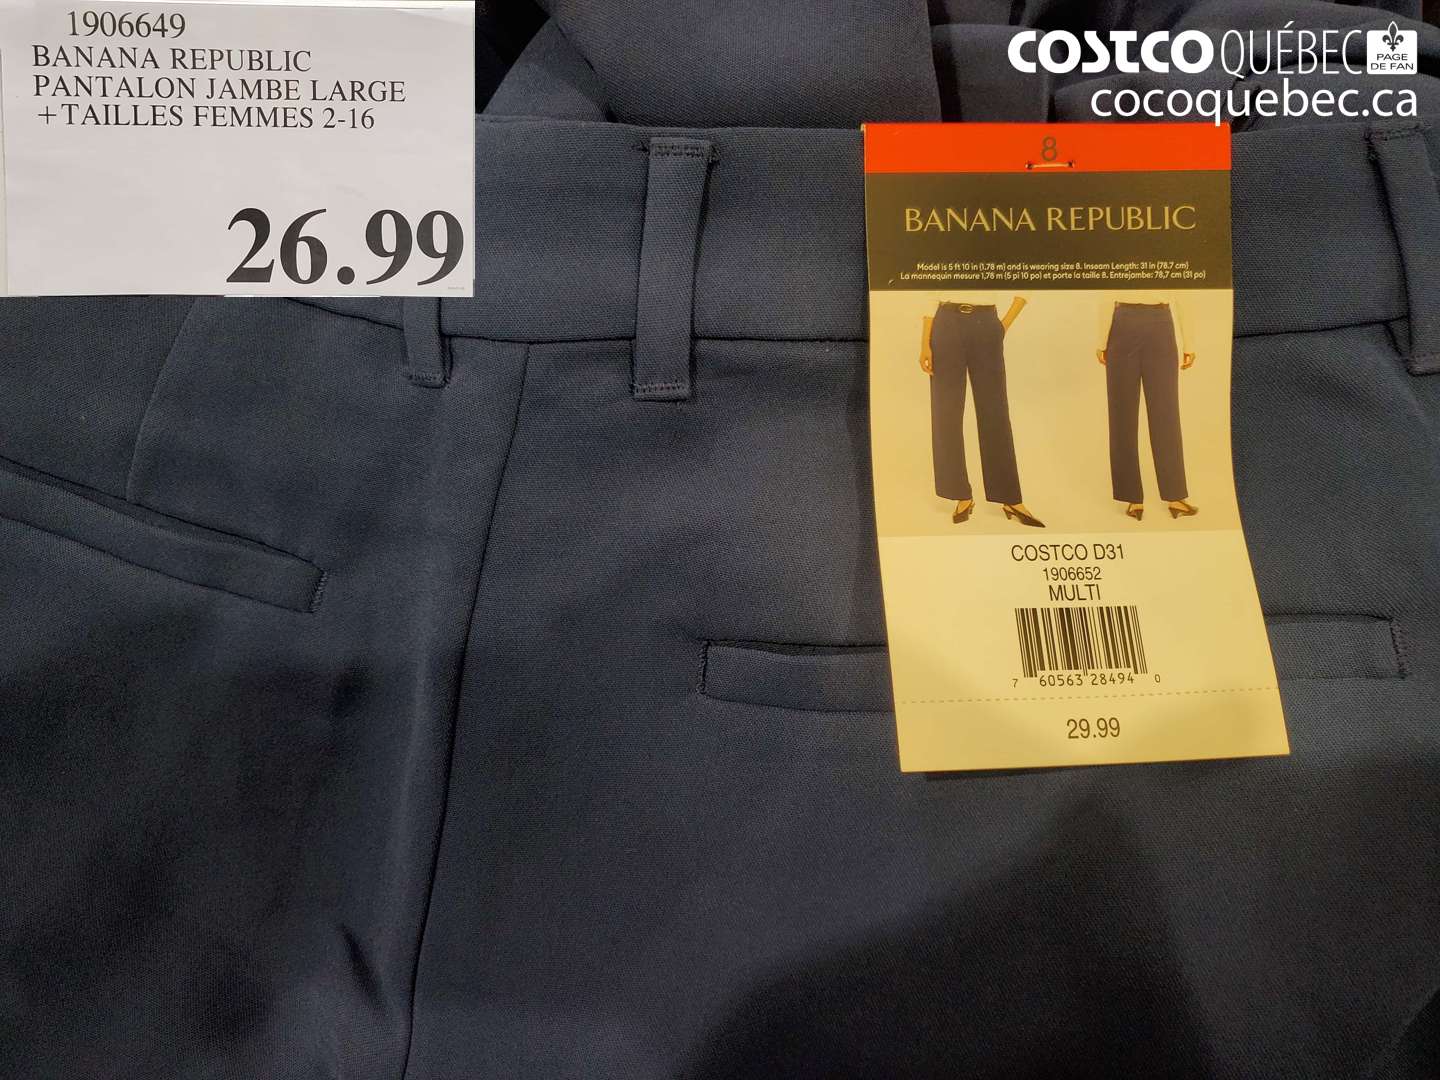 1906649
BANANA REPUBLIC
PANTALON JAMBE LARGE
+TAILLES FEMMES 2-16
26.99
COSTCO QUÉBEC PAGE DE FAN
cocoquebec.ca
8
BANANA REPUBLIC
Model is 5 ft 10 in (1.78 m) and is wearing size 8. Inseam Length: 31 in (78.7 cm)
La mannequin mesure 1,78 m (5 pi 10 po) et porte la taille 8. Entrejambe: 78,7 cm (31 po)
COSTCO D31
1906652
MULTI
7 60563 28494 0
29.99